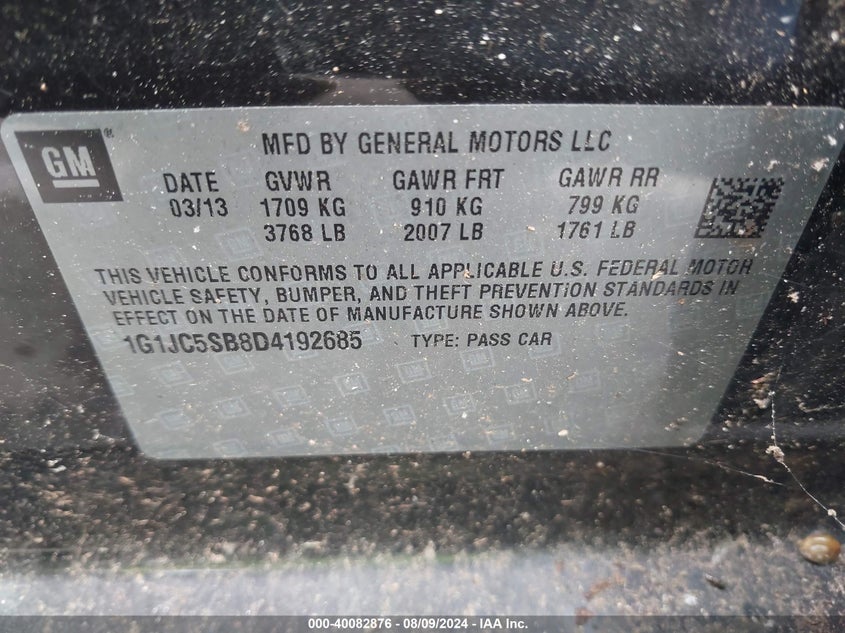 GM ®
MFD BY GENERAL MOTORS LLC
DATE GVWR GAWR FRT GAWR RR
03/13 1709 KG 910 KG 799 KG
3768 LB 2007 LB 1761 LB
THIS VEHICLE CONFORMS TO ALL APPLICABLE U.S. FEDERAL MOTOR
VEHICLE SAFETY, BUMPER, AND THEFT PREVENTION STANDARDS IN
EFFECT ON THE DATE OF MANUFACTURE SHOWN ABOVE.
1G1JC5SB8D4192685 TYPE: PASS CAR
000-40082876 - 08/09/2024 - IAA Inc.